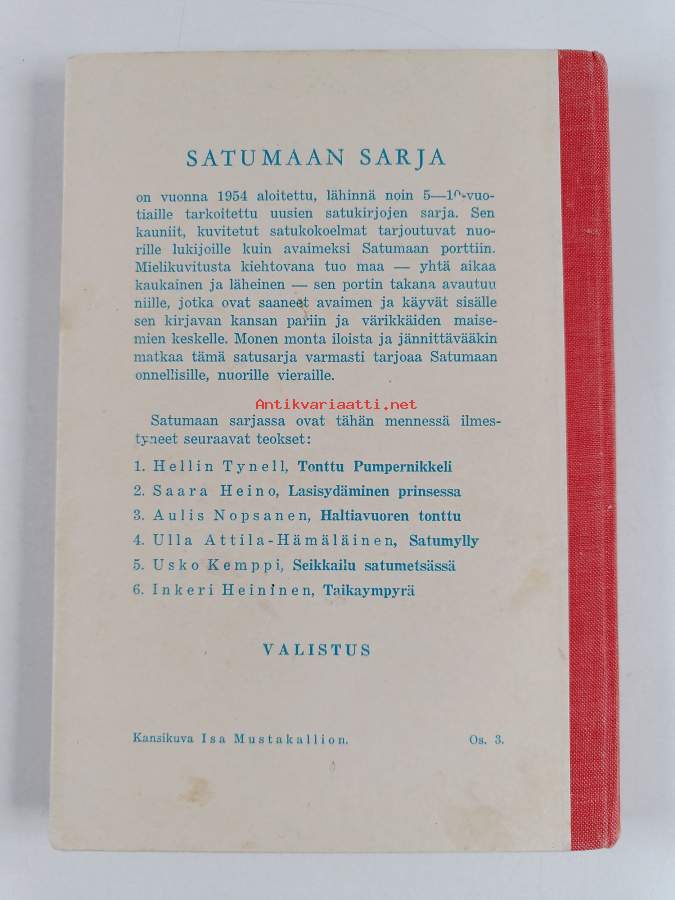 SATUMAAN SARJA
on vuonna 1954 aloitettu, lähinnä noin 5—10-vuo-
tiaille tarkoitettu uusien satukirjojen sarja. Sen
kauniit, kuvitetut satukokoelmat tarjoutuvat nuo-
rille lukijoille kuin avaimeksi Satumaan porttiin.
Mielikuvitusta kiehtovana tuo maa — yhtä aikaa
kaukainen ja läheinen — sen portin takana avautuu
niille, jotka ovat saaneet avaimen ja käyvät sisälle
sen kirjavan kansan pariin ja värikkäiden maise-
mien keskelle. Monen monta iloista ja jännittävääkin
matkaa tämä satusarja varmasti tarjoaa Satumaan
onnellisille, nuorille vieraille.
Antikvariaatti.net
Satumaan sarjassa ovat tähän mennessä ilmes-
tyneet seuraavat teokset:
1. Hellin Tynell, Tonttu Pumpernikkeli
2. Saara Heino, Lasisydäminen prinsessa
3. Aulis Nopsanen, Haltiavuoren tonttu
4. Ulla Attila-Hämäläinen, Satumylly
5. Usko Kemppi, Seikkailu satumetsässä
6. Inkeri Heininen, Taikaympyrä
VALISTUS
Kansikuva Isa Mustakallion. Os. 3.